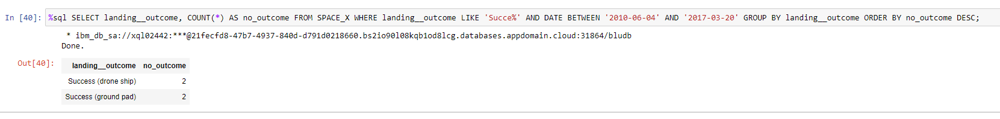 In [40]: %sql SELECT landing__outcome, COUNT(*) AS no_outcome FROM SPACE_X WHERE landing__outcome LIKE 'Succe%' AND DATE BETWEEN '2010-06-04' AND '2017-03-20' GROUP BY landing__outcome ORDER BY no_outcome DESC;
* ibm_db_sa://xql02442:***@21fecfd8-47b7-4937-840d-d791d0218660.bs2io90l08kqb1od8lcg.databases.appdomain.cloud:31864/bludb
Done.
Out[40]: landing__outcome no_outcome
Success (drone ship) 2
Success (ground pad) 2